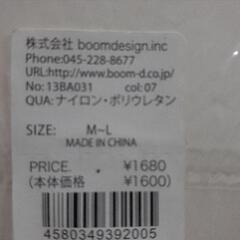 株式会社 boomdesign.inc
Phone:045-228-8677
URL:http://www.boom-d.co.jp/
No:13BA031 col:07
QUA:ナイロン・ポリウレタン
SIZE: M~L
MADE IN CHINA
PRICE. ¥1680
(本体価格 ¥1600)
4580349392005